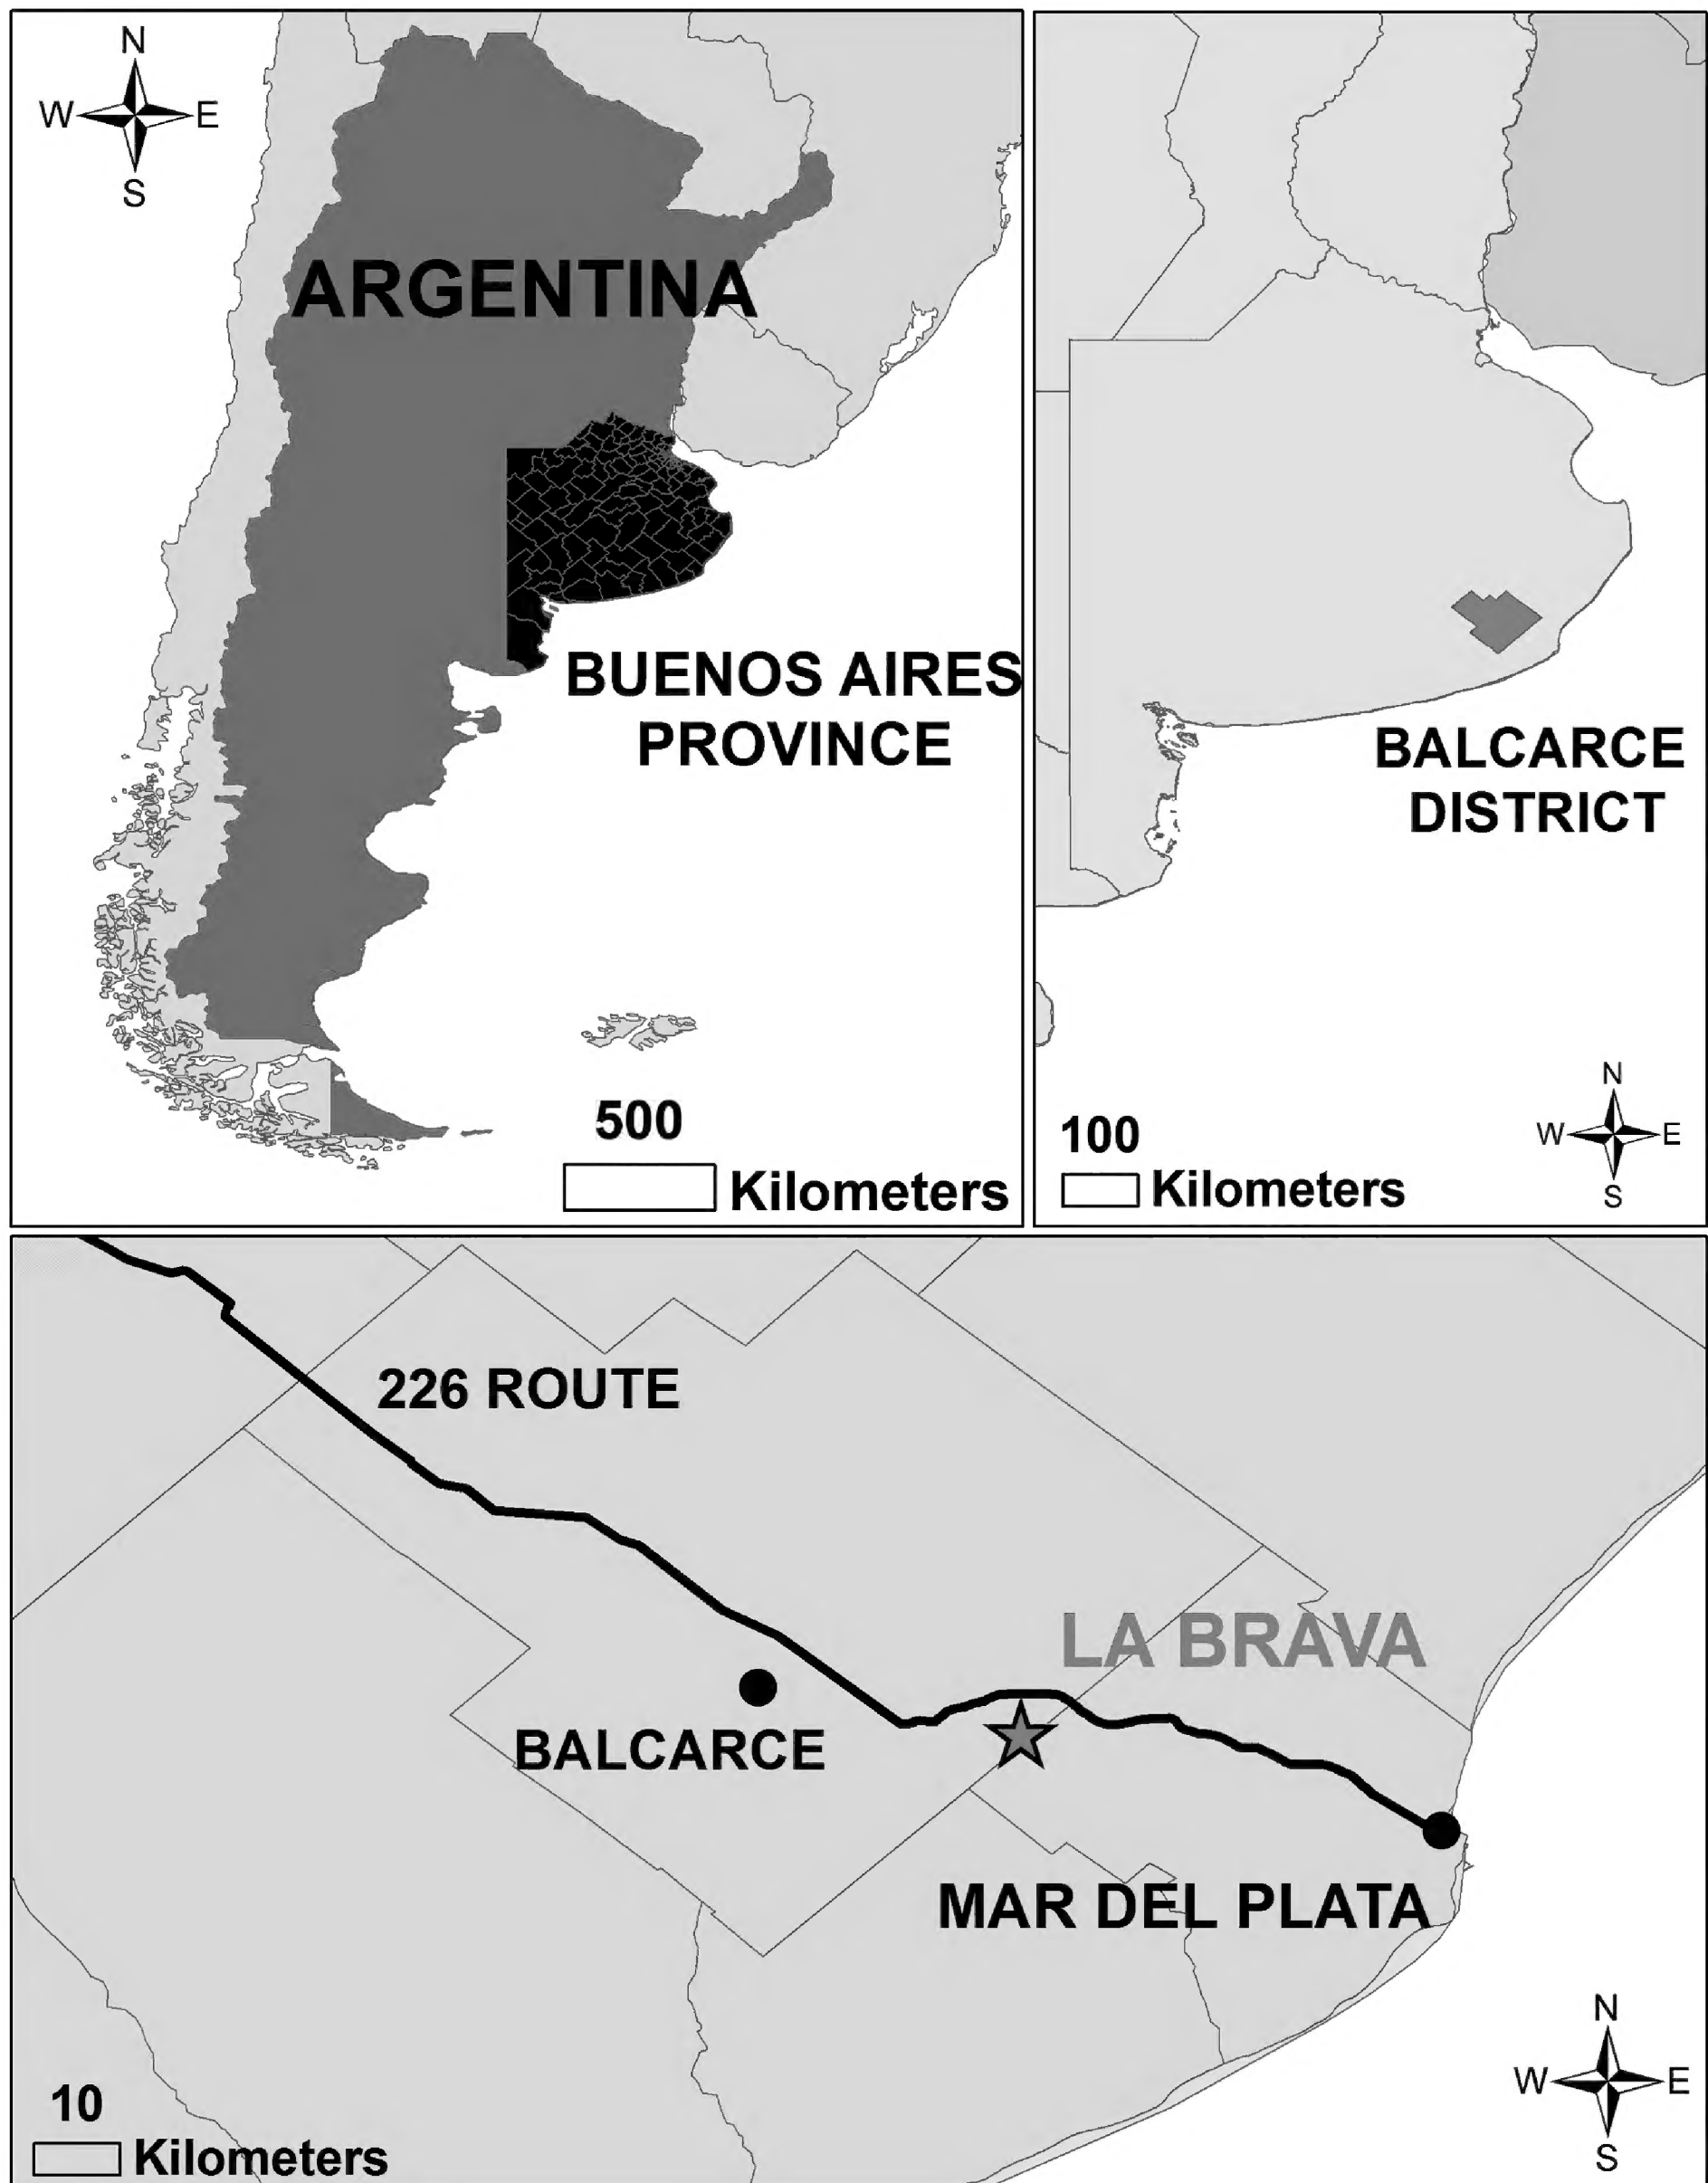 N
W E
S
ARGENTINA
BUENOS AIRES
PROVINCE
500
Kilometers
BALCARCE
DISTRICT
100
Kilometers
N
W E
S
226 ROUTE
LA BRAVA
BALCARCE
MAR DEL PLATA
10
Kilometers
N
W E
S